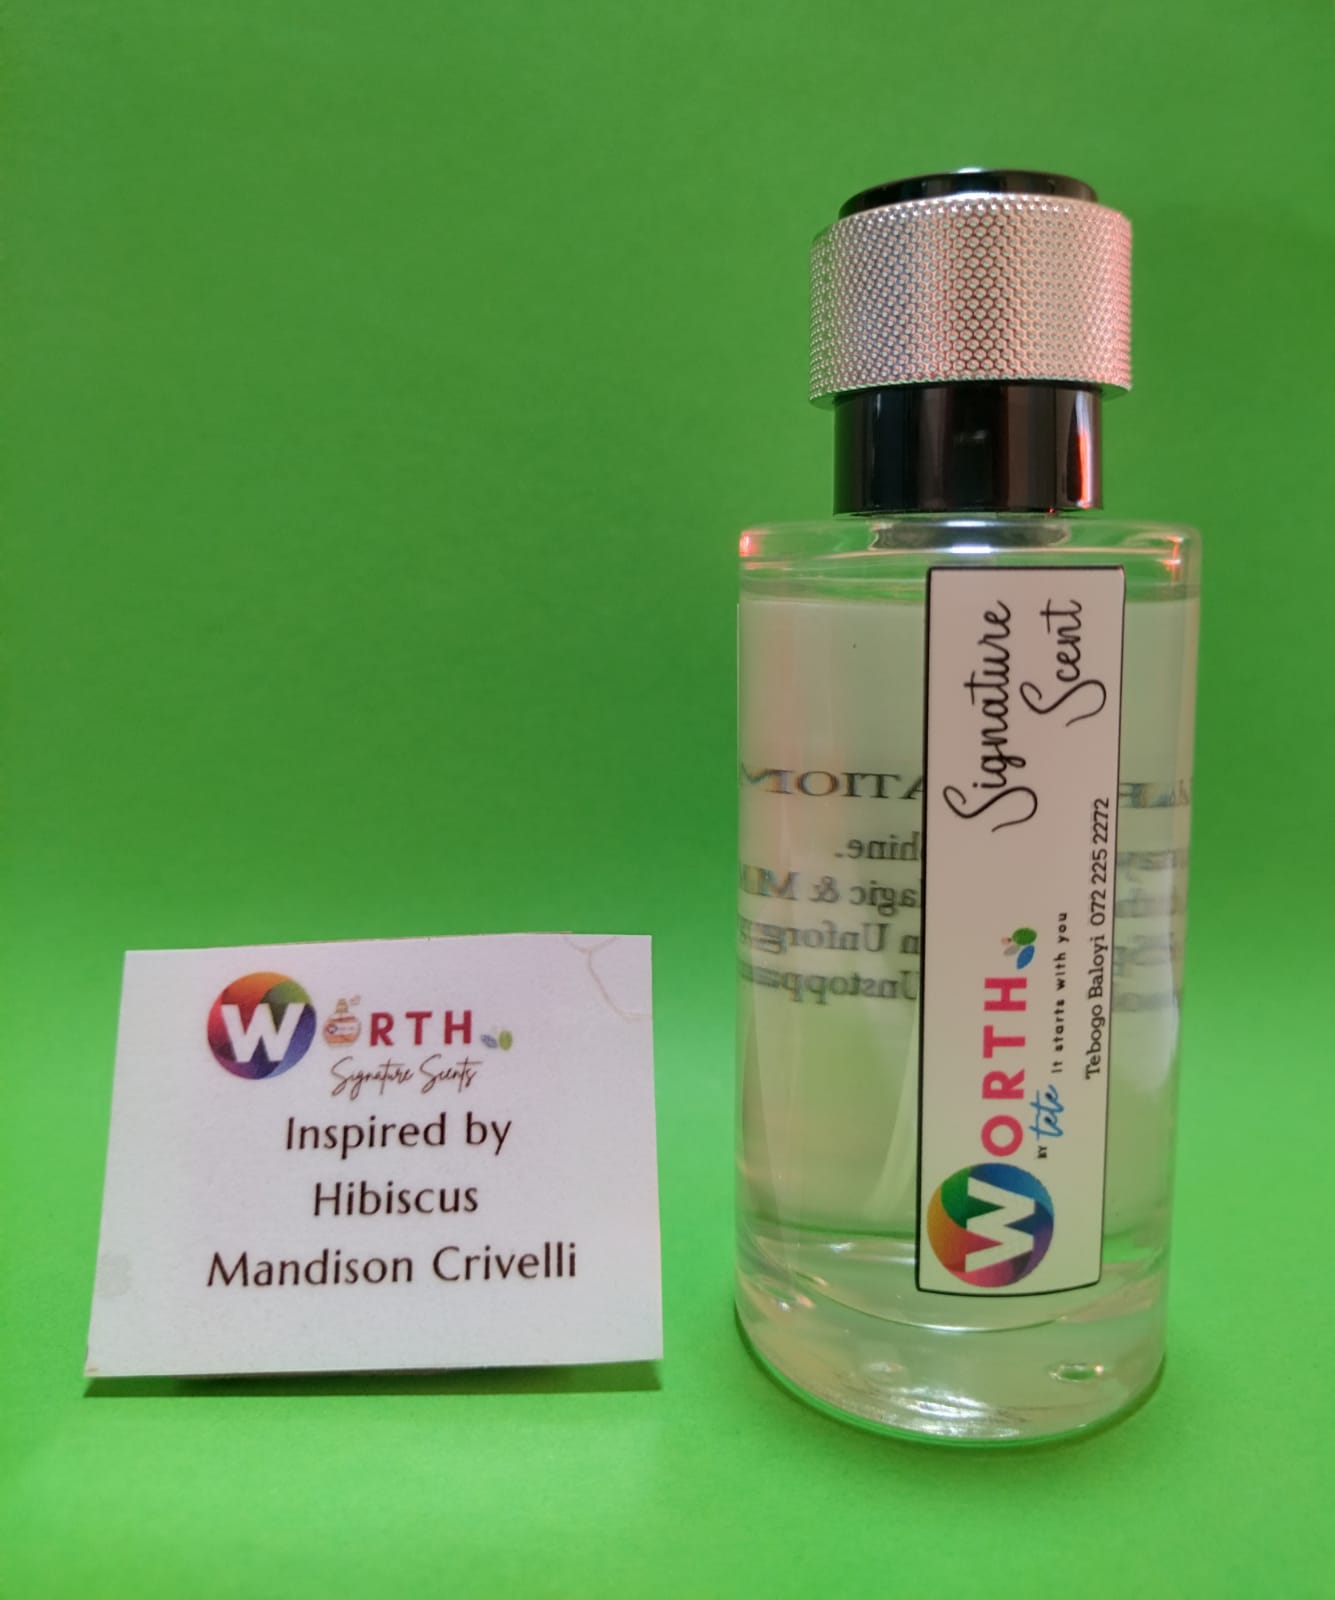 WORTH
Signature Scents
Inspired by
Hibiscus
Mandison Crivelli
Signature
Scent
WORTH
BY tete It starts with you
Tebogo Baloyi 072 225 2272